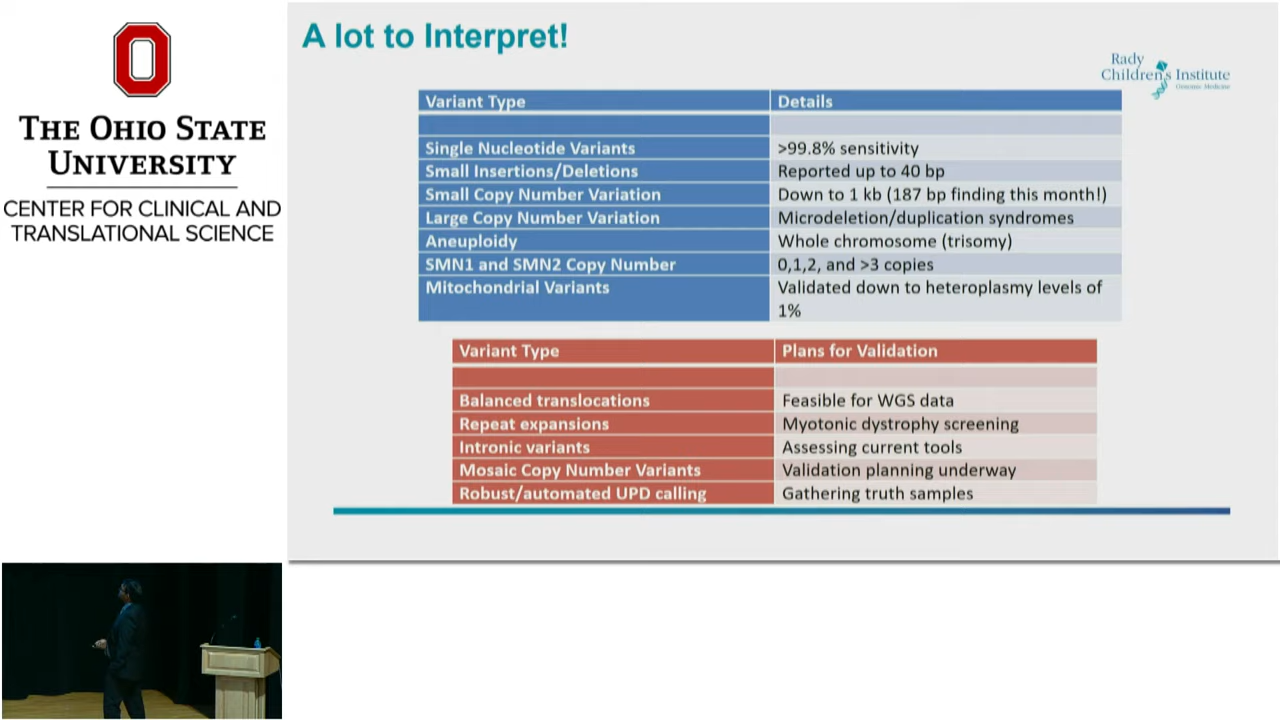 O
THE OHIO STATE
UNIVERSITY
CENTER FOR CLINICAL AND
TRANSLATIONAL SCIENCE
A lot to Interpret!
Rady
Children's Institute
Genomic Medicine
Variant Type Details
Single Nucleotide Variants >99.8% sensitivity
Small Insertions/Deletions Reported up to 40 bp
Small Copy Number Variation Down to 1 kb (187 bp finding this month!)
Large Copy Number Variation Microdeletion/duplication syndromes
Aneuploidy Whole chromosome (trisomy)
SMN1 and SMN2 Copy Number 0,1,2, and >3 copies
Mitochondrial Variants Validated down to heteroplasmy levels of
1%
Variant Type Plans for Validation
Balanced translocations Feasible for WGS data
Repeat expansions Myotonic dystrophy screening
Intronic variants Assessing current tools
Mosaic Copy Number Variants Validation planning underway
Robust/automated UPD calling Gathering truth samples